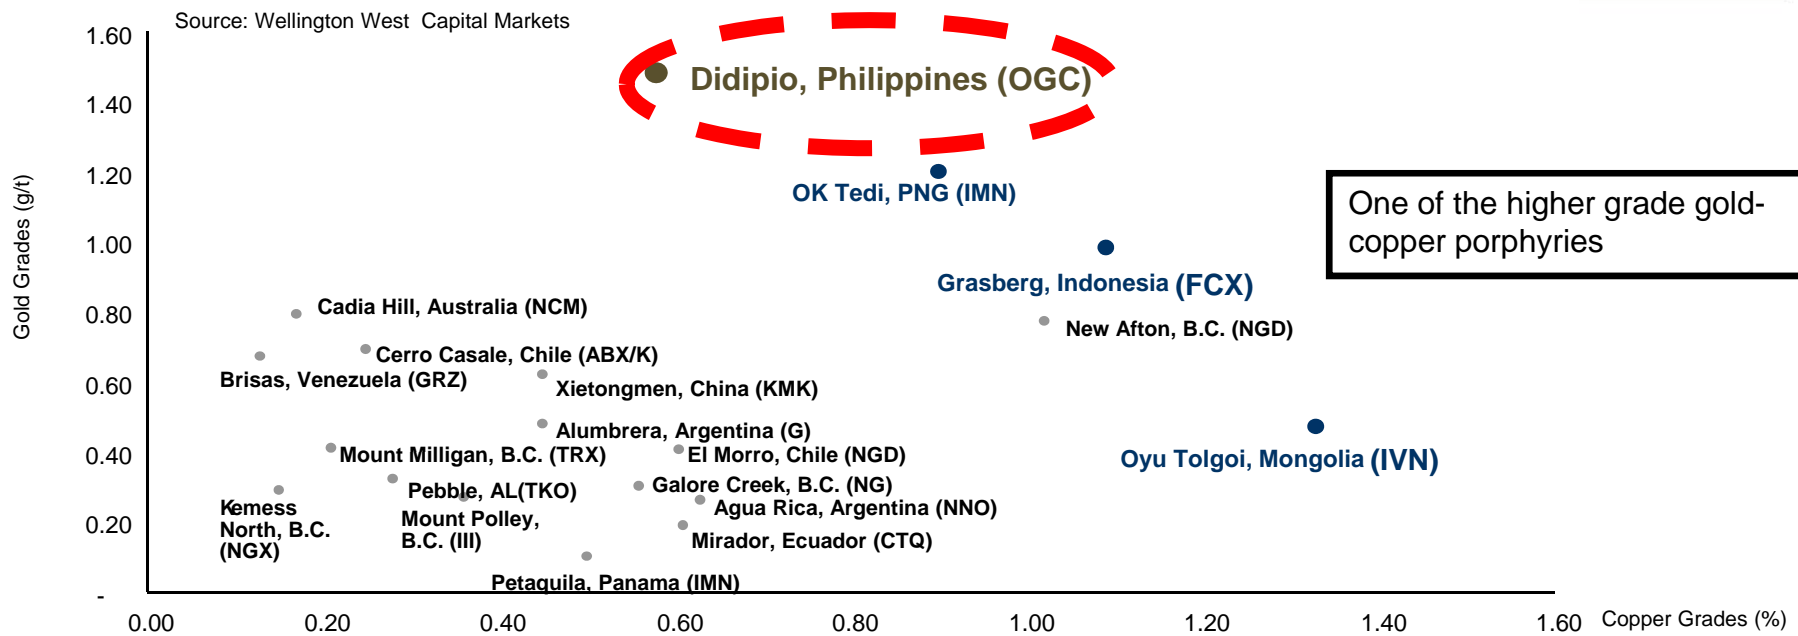 Source: Wellington West Capital Markets
1.60
1.40
1.20
1.00
0.80
0.60
0.40
0.20
-
Gold Grades (g/t)
Didipio, Philippines (OGC)
OK Tedi, PNG (IMN)
One of the higher grade gold-
copper porphyries
Grasberg, Indonesia (FCX)
Cadia Hill, Australia (NCM)
New Afton, B.C. (NGD)
Cerro Casale, Chile (ABX/K)
Brisas, Venezuela (GRZ)
Xietongmen, China (KMK)
Alumbrera, Argentina (G)
Mount Milligan, B.C. (TRX)
El Morro, Chile (NGD)
Oyu Tolgoi, Mongolia (IVN)
Pebble, AL(TKO)
Galore Creek, B.C. (NG)
Kemess
North, B.C.
(NGX)
Mount Polley,
B.C. (III)
Agua Rica, Argentina (NNO)
Mirador, Ecuador (CTQ)
Petaquila, Panama (IMN)
0.00
0.20
0.40
0.60
0.80
1.00
1.20
1.40
1.60
Copper Grades (%)